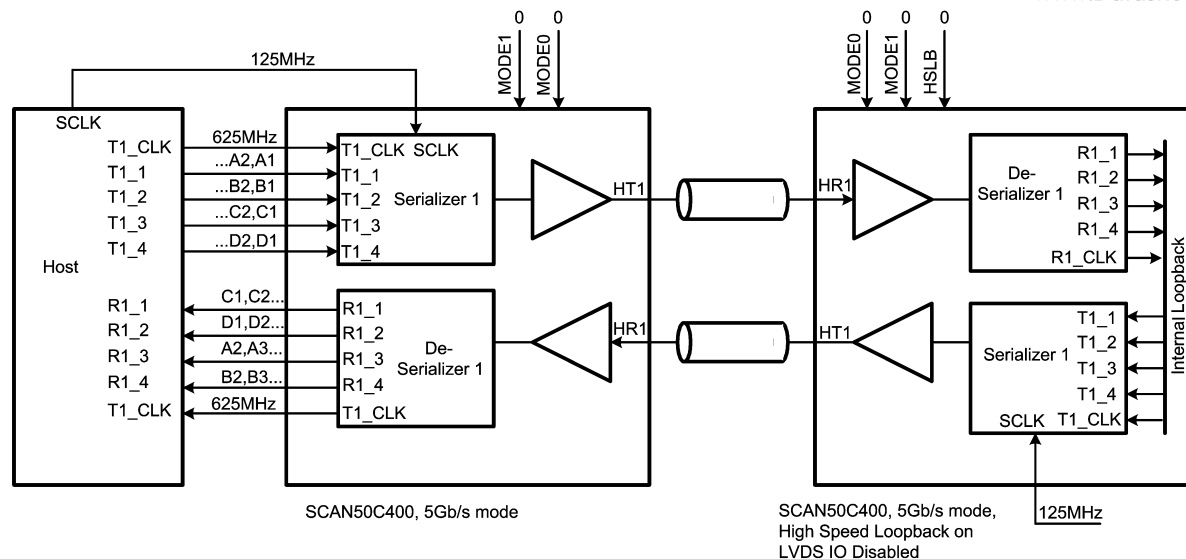 0
0
0
0
0
MODE1
MODE0
MODE0
MODE1
HSLB
125MHz
SCLK
Host
T1_CLK
T1_1
T1_2
T1_3
T1_4
R1_1
R1_2
R1_3
R1_4
T1_CLK
625MHz
...A2,A1
...B2,B1
...C2,C1
...D2,D1
C1,C2...
D1,D2...
A2,A3...
B2,B3...
625MHz
T1_CLK SCLK
T1_1
T1_2
T1_3
T1_4
Serializer 1
R1_1
R1_2
R1_3
R1_4
T1_CLK
De-
Serializer 1
HT1
HR1
HR1
HT1
De-
Serializer 1
R1_1
R1_2
R1_3
R1_4
R1_CLK
Serializer 1
T1_1
T1_2
T1_3
T1_4
SCLK T1_CLK
Internal Loopback
125MHz
SCAN50C400, 5Gb/s mode
SCAN50C400, 5Gb/s mode,
High Speed Loopback on
LVDS IO Disabled